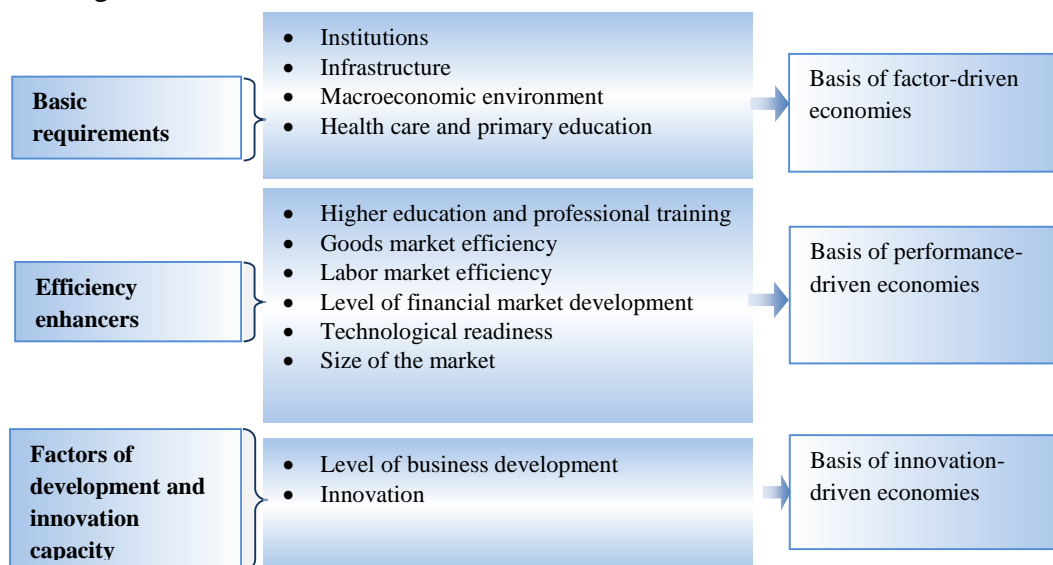 Basic
requirements
• Institutions
• Infrastructure
• Macroeconomic environment
• Health care and primary education
Basis of factor-driven
economies
Efficiency
enhancers
• Higher education and professional training
• Goods market efficiency
• Labor market efficiency
• Level of financial market development
• Technological readiness
• Size of the market
Basis of performance-
driven economies
Factors of
development and
innovation
capacity
• Level of business development
• Innovation
Basis of innovation-
driven economies